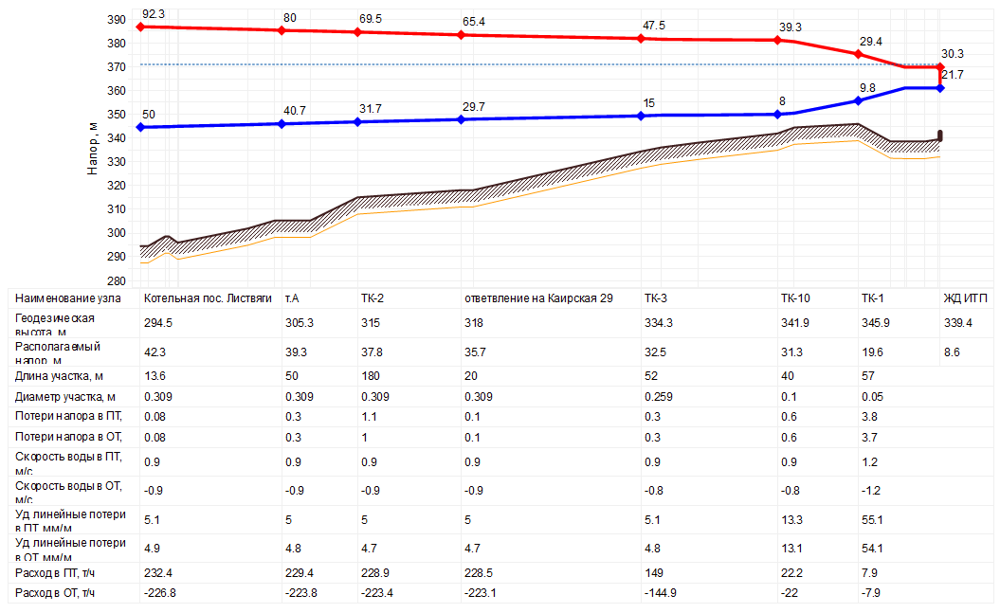 390
380
370
360
350
340
330
320
310
300
290
280
Напор, м
92.3
80
69.5
65.4
47.5
39.3
29.4
30.3
21.7
50
40.7
31.7
29.7
15
8
9.8
Наименование узла Котельная пос. Листвяги т.А ТК-2 ответвление на Каирская 29 ТК-3 ТК-10 ТК-1 ЖД ИТП
Геодезическая
высота, м
294.5 305.3 315 318 334.3 341.9 345.9 339.4
Располагаемый
напор, м
42.3 39.3 37.8 35.7 32.5 31.3 19.6 8.6
Длина участка, м 13.6 50 180 20 52 40 57
Диаметр участка, м 0.309 0.309 0.309 0.309 0.259 0.1 0.05
Потери напора в ПТ, 0.08 0.3 1.1 0.1 0.3 0.6 3.8
Потери напора в ОТ, 0.08 0.3 1 0.1 0.3 0.6 3.7
Скорость воды в ПТ,
м/с
0.9 0.9 0.9 0.9 0.9 0.9 1.2
Скорость воды в ОТ,
м/с
-0.9 -0.9 -0.9 -0.9 -0.8 -0.8 -1.2
Уд линейные потери
в ПТ мм/м
5.1 5 5 5 5.1 13.3 55.1
Уд линейные потери
в ОТ мм/м
4.9 4.8 4.7 4.7 4.8 13.1 54.1
Расход в ПТ, т/ч 232.4 229.4 228.9 228.5 149 22.2 7.9
Расход в ОТ, т/ч -226.8 -223.8 -223.4 -223.1 -144.9 -22 -7.9